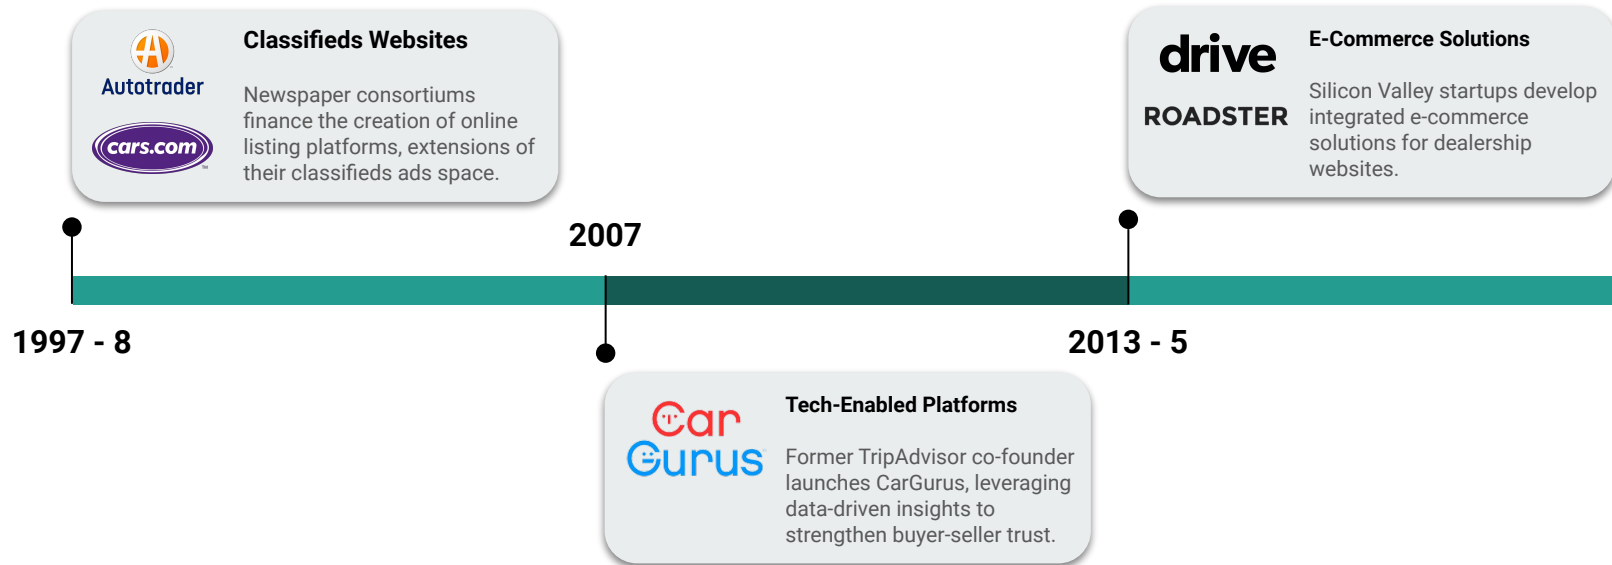 Autotrader
cars.com
Classifieds Websites
Newspaper consortiums
finance the creation of online
listing platforms, extensions of
their classifieds ads space.
drive
ROADSTER
E-Commerce Solutions
Silicon Valley startups develop
integrated e-commerce
solutions for dealership
websites.
2007
1997 - 8
2013 - 5
Car
Gurus
Tech-Enabled Platforms
Former TripAdvisor co-founder
launches CarGurus, leveraging
data-driven insights to
strengthen buyer-seller trust.